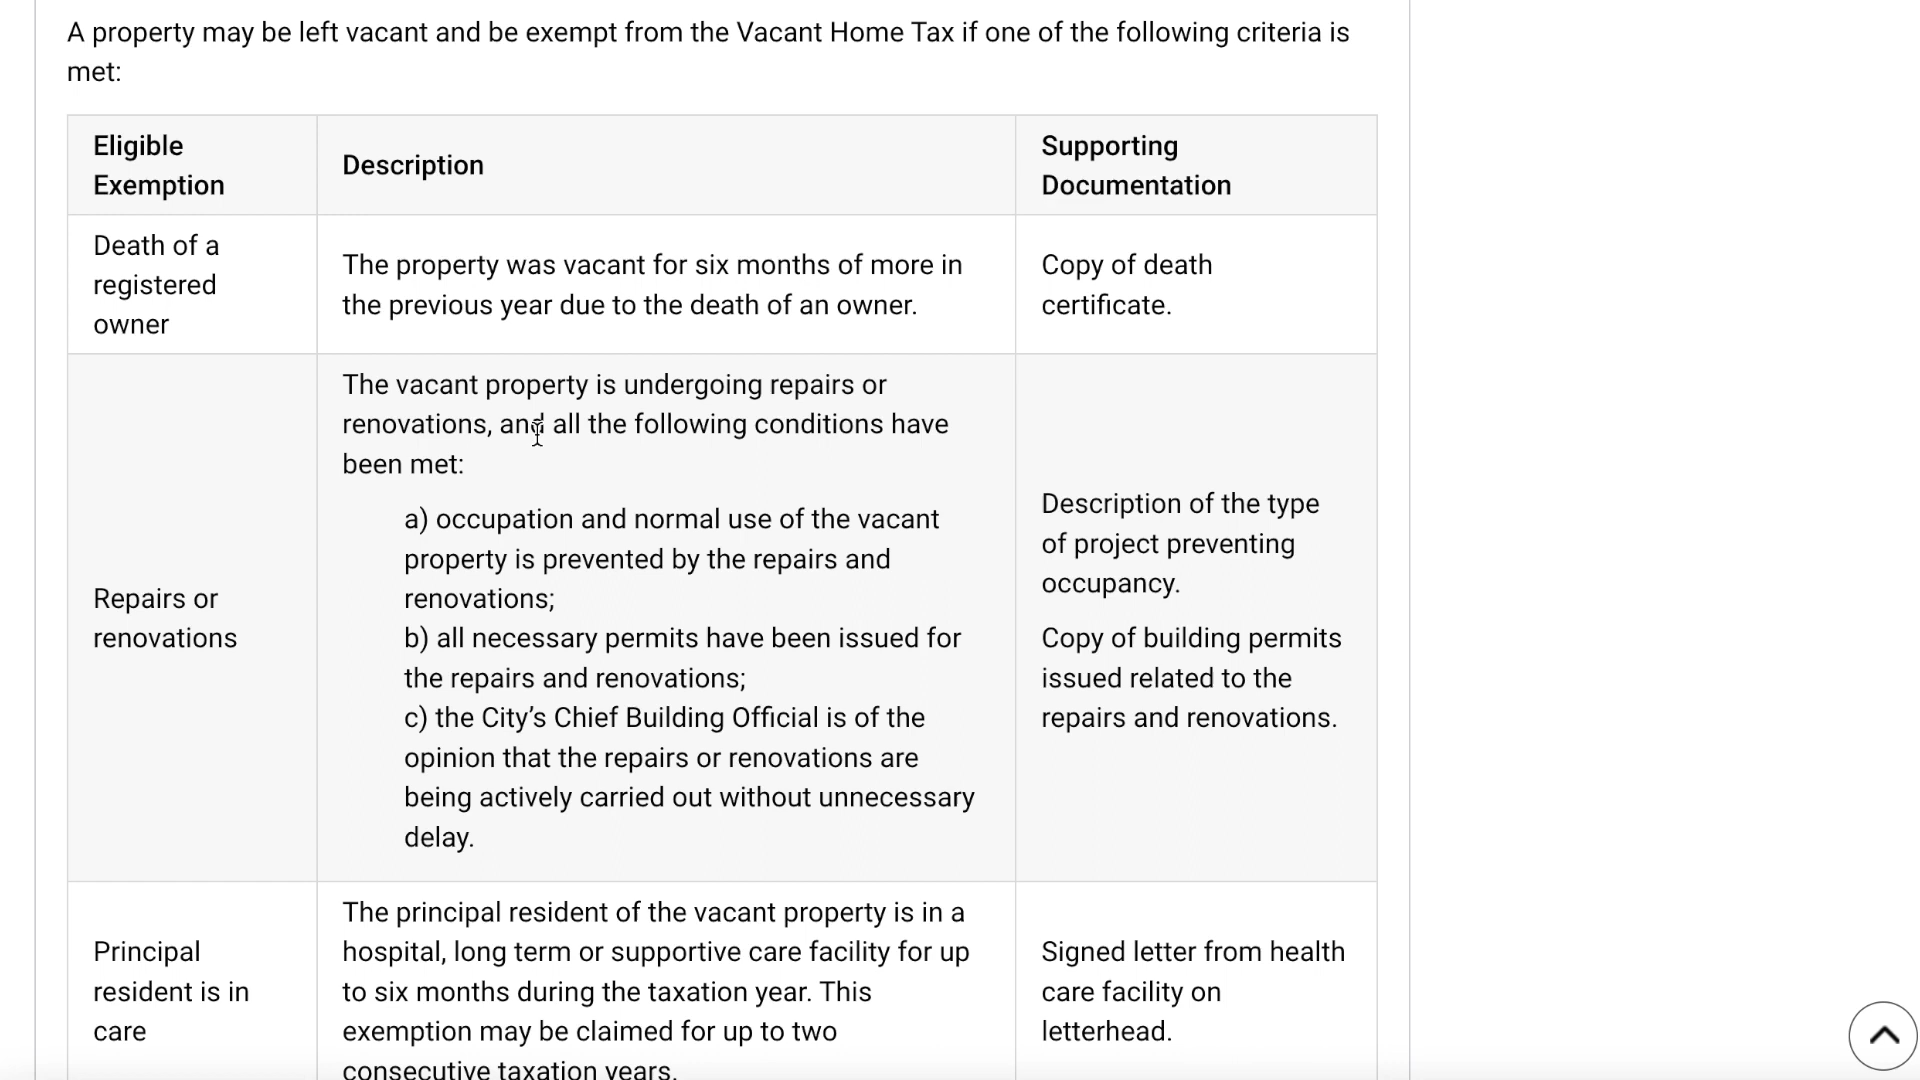 A property may be left vacant and be exempt from the Vacant Home Tax if one of the following criteria is
met:
Eligible
Exemption
Description
Supporting
Documentation
Death of a
registered
owner
The property was vacant for six months of more in
the previous year due to the death of an owner.
Copy of death
certificate.
Repairs or
renovations
The vacant property is undergoing repairs or
renovations, and all the following conditions have
been met:
a) occupation and normal use of the vacant
property is prevented by the repairs and
renovations;
b) all necessary permits have been issued for
the repairs and renovations;
c) the City’s Chief Building Official is of the
opinion that the repairs or renovations are
being actively carried out without unnecessary
delay.
Description of the type
of project preventing
occupancy.
Copy of building permits
issued related to the
repairs and renovations.
Principal
resident is in
care
The principal resident of the vacant property is in a
hospital, long term or supportive care facility for up
to six months during the taxation year. This
exemption may be claimed for up to two
consecutive taxation years.
Signed letter from health
care facility on
letterhead.